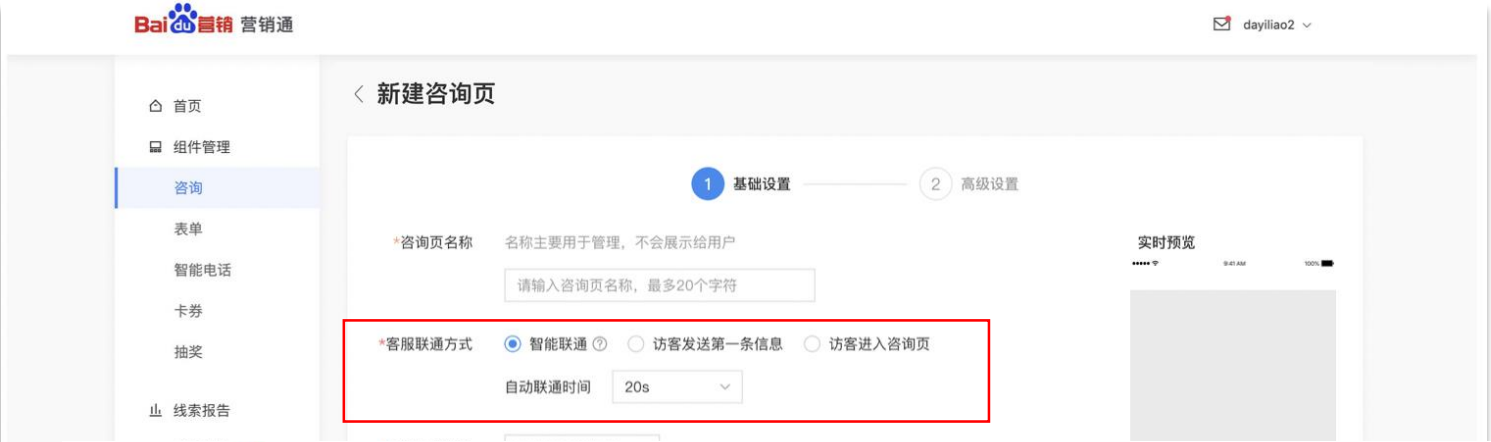 Baidu营销 营销通
dayiliao2
首页
组件管理
咨询
表单
智能电话
卡券
抽奖
线索报告
新建咨询页
1 基础设置
2 高级设置
*咨询页名称 名称主要用于管理，不会展示给用户
请输入咨询页名称，最多20个字符
*客服联通方式 智能联通 ? 访客发送第一条信息 访客进入咨询页
自动联通时间 20s
实时预览
9:41 AM 100%